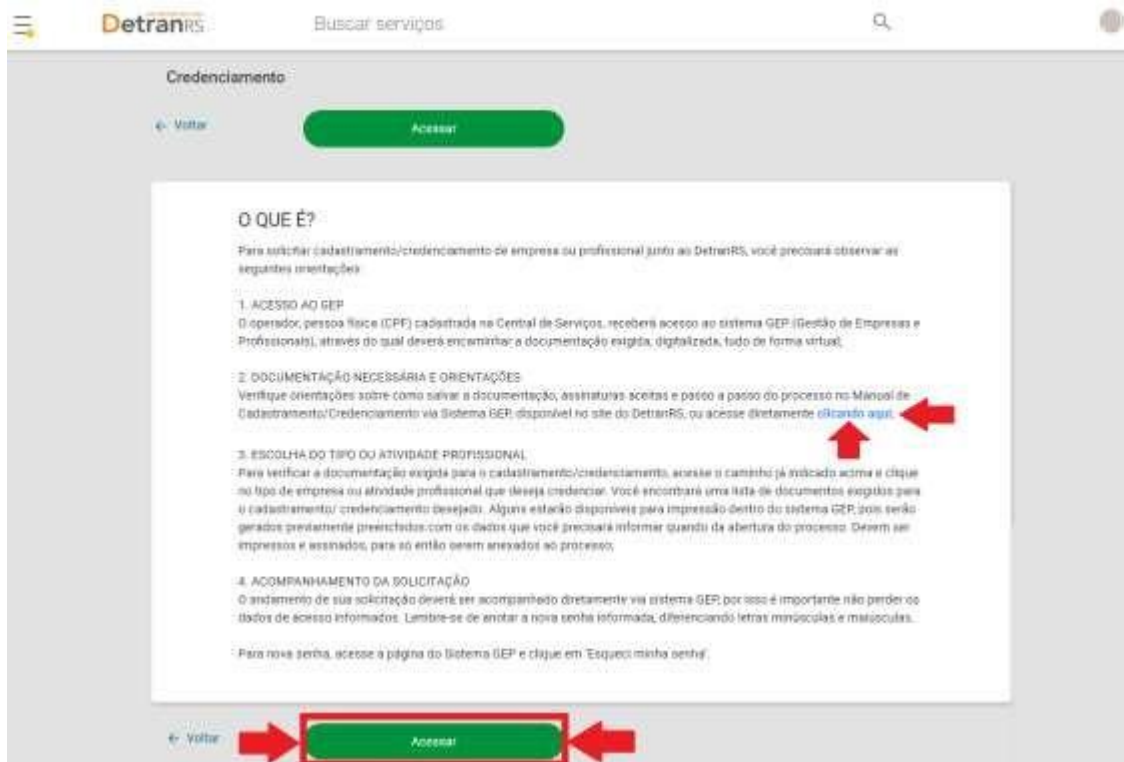 DetranRS
Buscar serviços
Credenciamento
← Voltar
Acessar
O QUE É?
Para solicitar cadastramento/credenciamento de empresa ou profissional junto ao DetranRS, você precisará observar as
seguintes orientações:
1. ACESSO AO GEP
O operador, pessoa física (CPF) cadastrada na Central de Serviços, receberá acesso ao sistema GEP (Gestão de Empresas e
Profissionais), através do qual deverá encaminhar a documentação exigida, digitalizada, tudo de forma virtual;
2. DOCUMENTAÇÃO NECESSÁRIA E ORIENTAÇÕES
Verifique orientações sobre como salvar a documentação, assinaturas aceitas e passo a passo do processo no Manual de
Cadastramento/Credenciamento via Sistema GEP, disponível no site do DetranRS, ou acesse diretamente clicando aqui.
3. ESCOLHA DO TIPO OU ATIVIDADE PROFISSIONAL
Para verificar a documentação exigida para o cadastramento/credenciamento, acesse o caminho já indicado acima e clique
no tipo de empresa ou atividade profissional que deseja credenciar. Você encontrará uma lista de documentos exigidos para
o cadastramento/ credenciamento desejado. Alguns estarão disponíveis para impressão dentro do sistema GEP, pois serão
gerados previamente preenchidos com os dados que você precisará informar quando da abertura do processo. Devem ser
impressos e assinados, para só então serem anexados ao processo;
4. ACOMPANHAMENTO DA SOLICITAÇÃO
O andamento de sua solicitação deverá ser acompanhado diretamente via sistema GEP, por isso é importante não perder os
dados de acesso informados. Lembre-se de anotar a nova senha informada, diferenciando letras minúsculas e maiúsculas.
Para nova senha, acesse a página do Sistema GEP e clique em 'Esqueci minha senha'.
← Voltar
Acessar